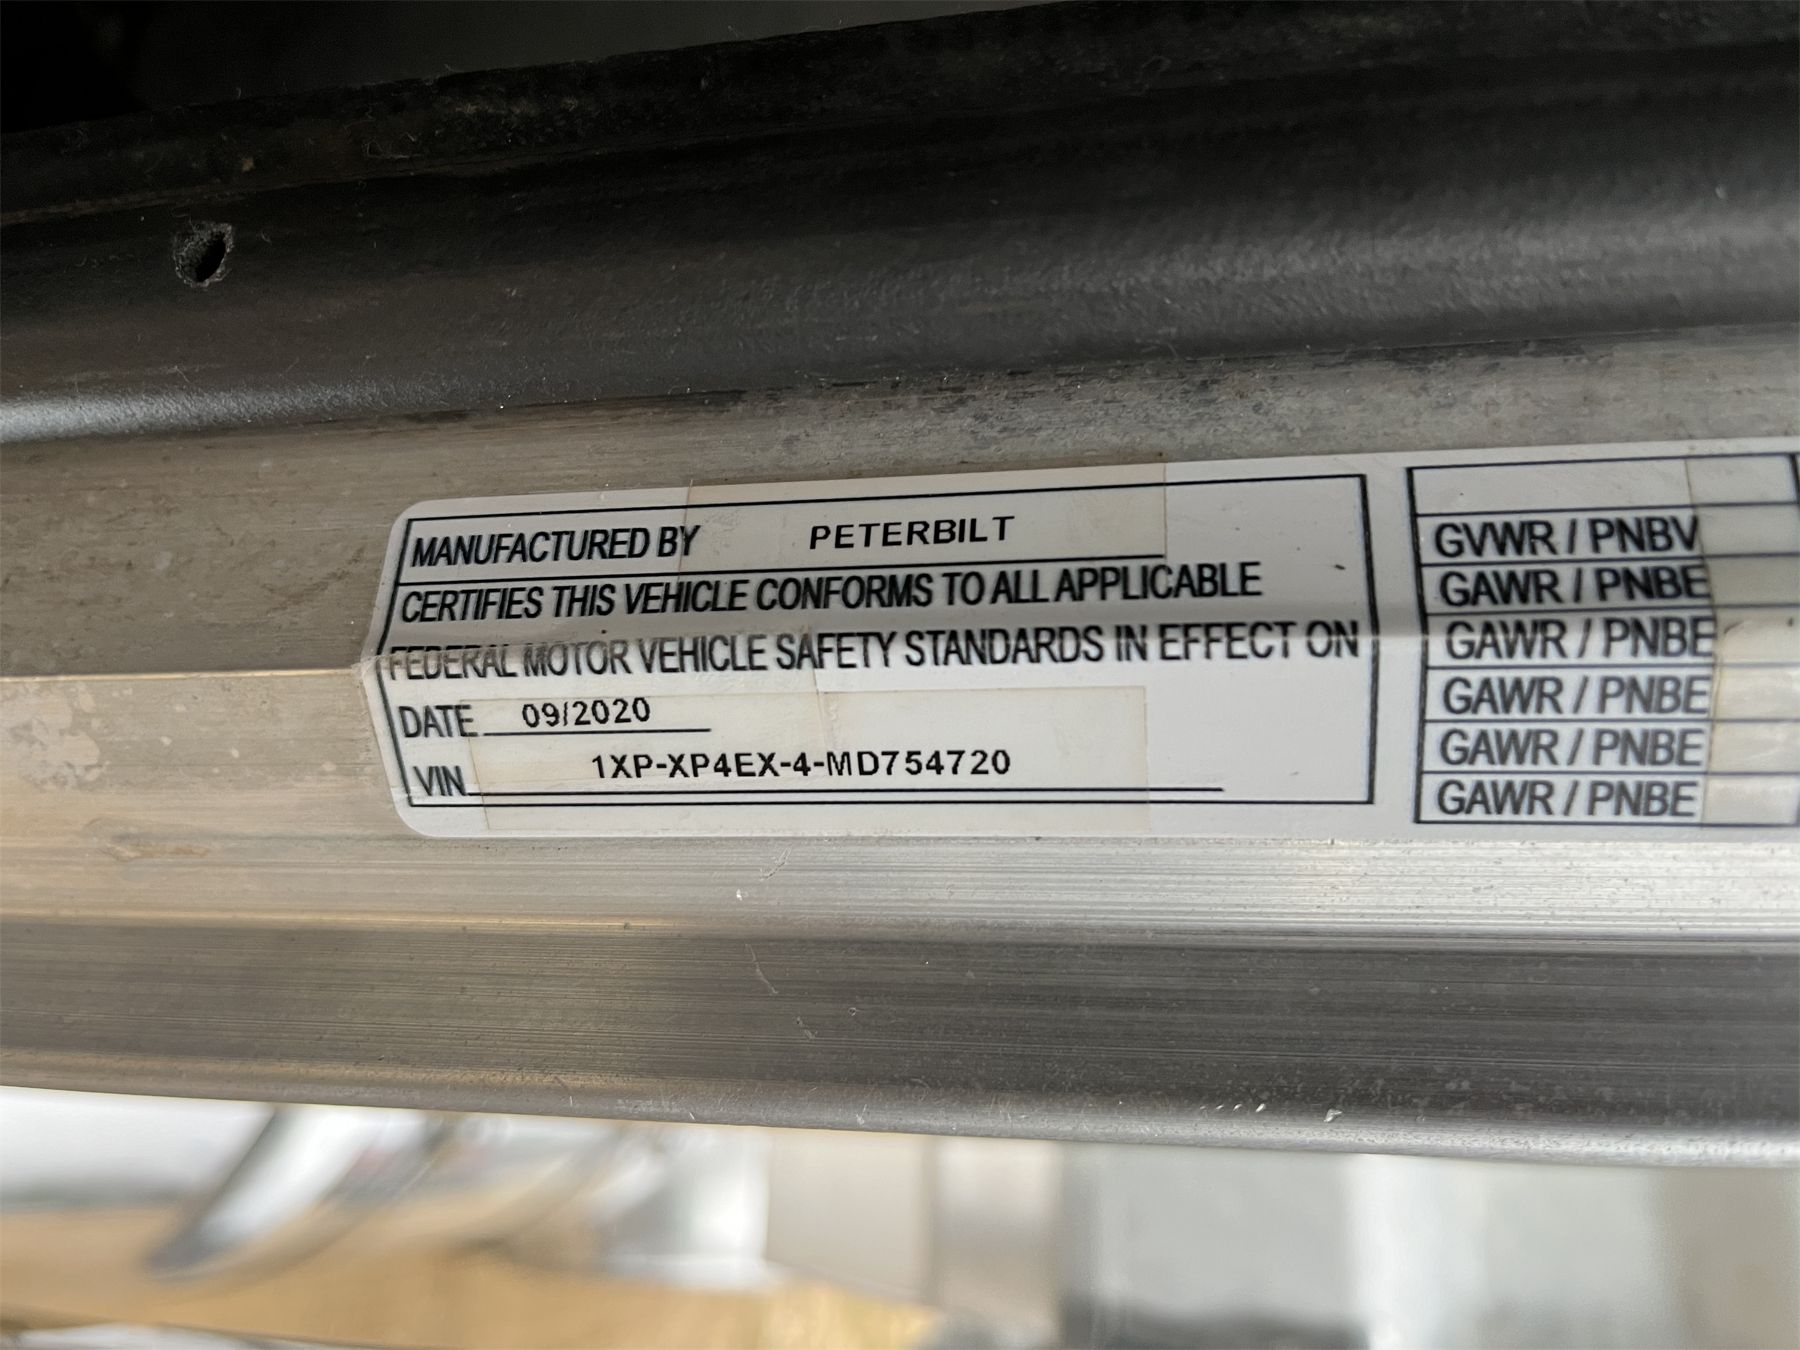 MANUFACTURED BY PETERBILT
CERTIFIES THIS VEHICLE CONFORMS TO ALL APPLICABLE
FEDERAL MOTOR VEHICLE SAFETY STANDARDS IN EFFECT ON
DATE 09/2020
VIN 1XP-XP4EX-4-MD754720
GVWR / PNBV
GAWR / PNBE
GAWR / PNBE
GAWR / PNBE
GAWR / PNBE
GAWR / PNBE